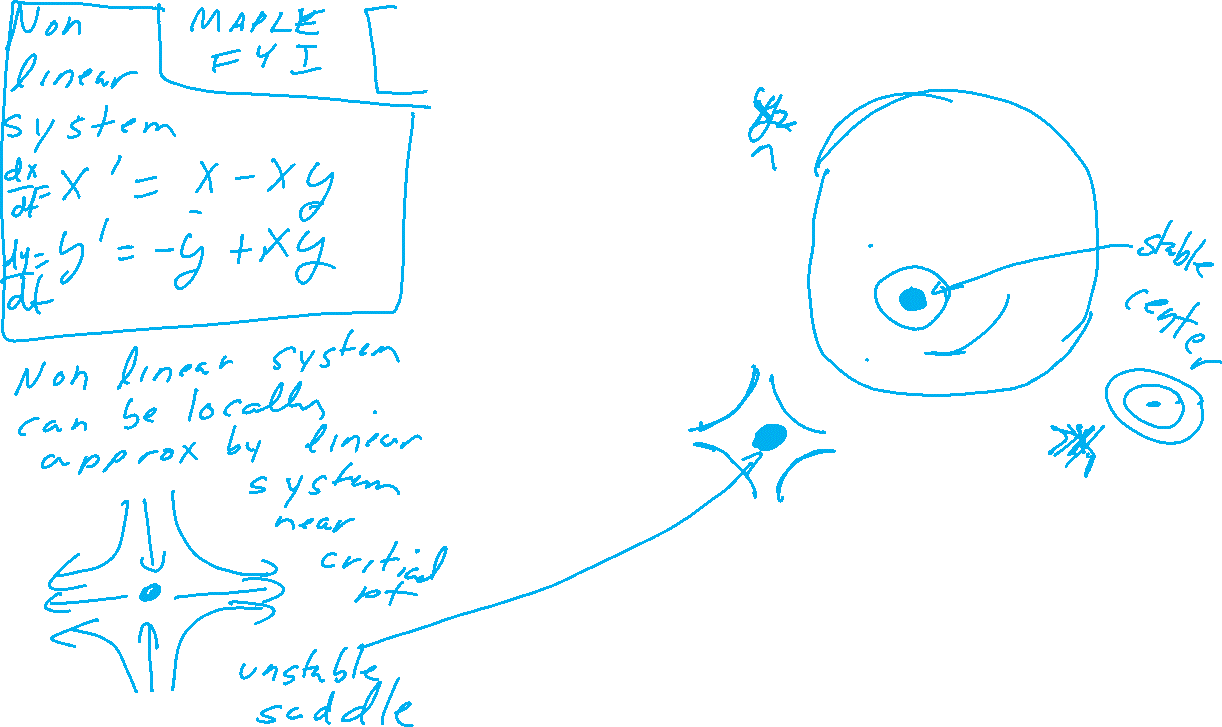 Non
linear
system
MAPLE
FYI
dx/dt = x' = x - xy
dy/dt = y' = -y + xy
Non linear system
can be locally
approx by linear
system
near
critical
pt
unstable
saddle
stable
center